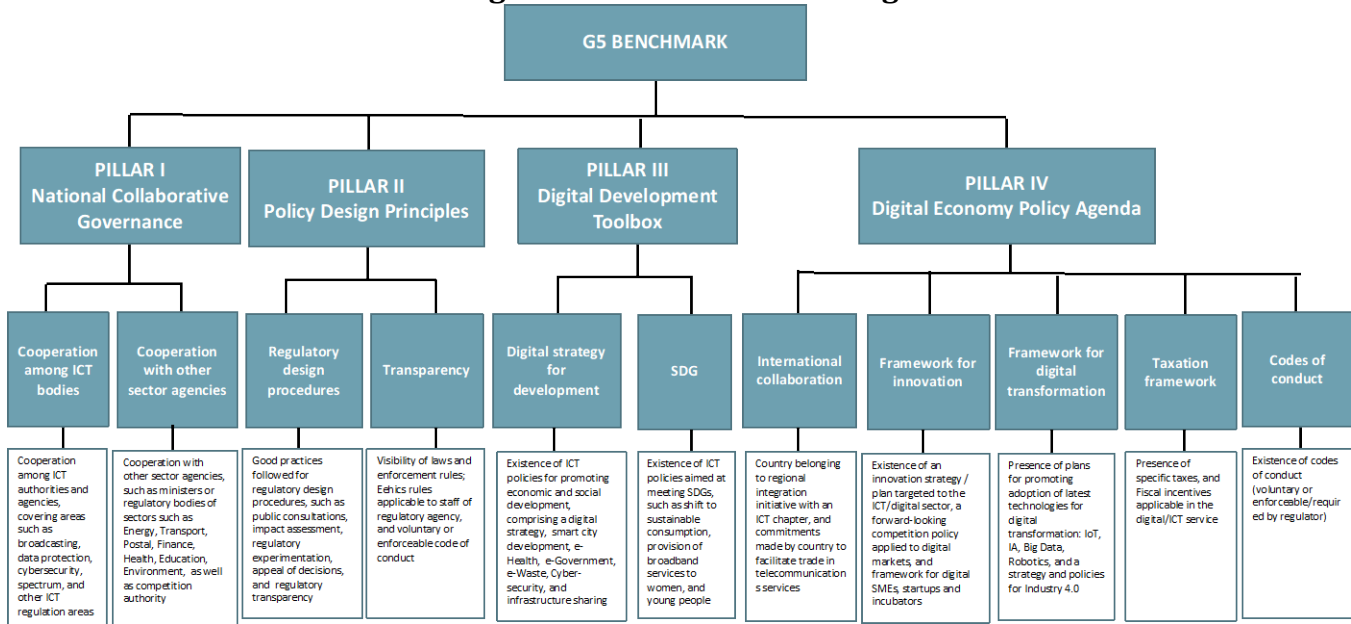 G5 BENCHMARK
PILLAR I
National Collaborative
Governance
PILLAR II
Policy Design Principles
PILLAR III
Digital Development
Toolbox
PILLAR IV
Digital Economy Policy Agenda
Cooperation
among ICT
bodies
Cooperation
with other
sector agencies
Regulatory
design
procedures
Transparency
Digital strategy
for
development
SDG
International
collaboration
Framework for
innovation
Framework for
digital
transformation
Taxation
framework
Codes of
conduct
Cooperation
among ICT
authorities and
agencies,
covering areas
such as
broadcasting,
data protection,
cybersecurity,
spectrum, and
other ICT
regulation areas
Cooperation with
other sector agencies,
such as ministers or
regulatory bodies of
sectors such as
Energy, Transport,
Postal, Finance,
Health, Education,
Environment, as well
as competition
authority
Good practices
followed for
regulatory design
procedures, such as
public consultations,
impact assessment,
regulatory
experimentation,
appeal of decisions,
and regulatory
transparency
Visibility of laws and
enforcement rules;
Eehics rules
applicable to staff of
regulatory agency,
and voluntary or
enforceable code of
conduct
Existence of ICT
policies for promoting
economic and social
development,
comprising a digital
strategy, smart city
development, e-
Health, e-Government,
e-Waste, Cyber-
security, and
infrastructure sharing
Existence of ICT
policies aimed at
meeting SDGs,
such as shift to
sustainable
consumption,
provision of
broadband
services to
women, and
young people
Country belonging
to regional
integration
initiative with an
ICT chapter, and
commitments
made by country to
facilitate trade in
telecommunication
s services
Existence of an
innovation strategy /
plan targeted to the
ICT/digital sector, a
forward-looking
competition policy
applied to digital
markets, and
framework for digital
SMEs, startups and
incubators
Presence of plans
for promoting
adoption of latest
technologies for
digital
transformation: IoT,
IA, Big Data,
Robotics, and a
strategy and policies
for Industry 4.0
Presence of
specific taxes, and
Fiscal incentives
applicable in the
digital/ICT service
Existence of codes
of conduct
(voluntary or
enforceable/requir
ed by regulator)